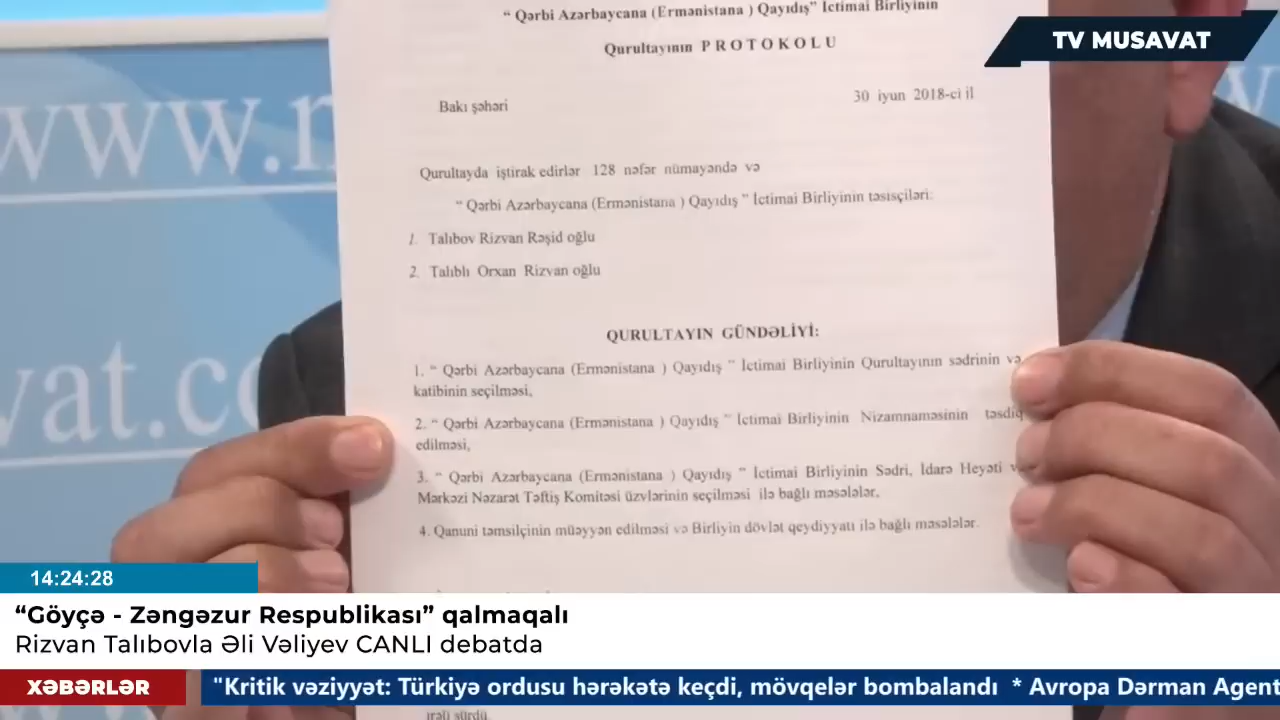 “ Qərbi Azərbaycana (Ermənistana ) Qayıdış” İctimai Birliyinin
Qurultayının P R O T O K O L U
TV MUSAVAT
Bakı şəhəri
30 iyun 2018-ci il
www.
Qurultayda iştirak edirlər 128 nəfər nümayəndə və
“ Qərbi Azərbaycana (Ermənistana ) Qayıdış ” İctimai Birliyinin təsisçiləri:
1. Talıbov Rizvan Rəşid oğlu
2. Talıblı Orxan Rizvan oğlu
QURULTAYIN GÜNDƏLİYİ:
1. “ Qərbi Azərbaycana (Ermənistana ) Qayıdış ” İctimai Birliyinin Qurultayının sədrinin və
katibinin seçilməsi,
2. “ Qərbi Azərbaycana (Ermənistana ) Qayıdış ” İctimai Birliyinin Nizamnaməsinin təsdiq
edilməsi,
3. “ Qərbi Azərbaycana (Ermənistana ) Qayıdış ” İctimai Birliyinin Sədri, İdarə Heyəti
Mərkəzi Nəzarət Təftiş Komitəsi üzvlərinin seçilməsi ilə bağlı məsələlər,
4. Qanuni təmsilçinin müəyyən edilməsi və Birliyin dövlət qeydiyyatı ilə bağlı məsələlər.
vat.co
14:24:28
“Göyçə - Zəngəzur Respublikası” qalmaqalı
Rizvan Talıbovla Əli Vəliyev CANLI debatda
XƏBƏRLƏR
"Kritik vəziyyət: Türkiyə ordusu hərəkətə keçdi, mövqelər bombalandı * Avropa Dərman Agent
irəli sürdü.